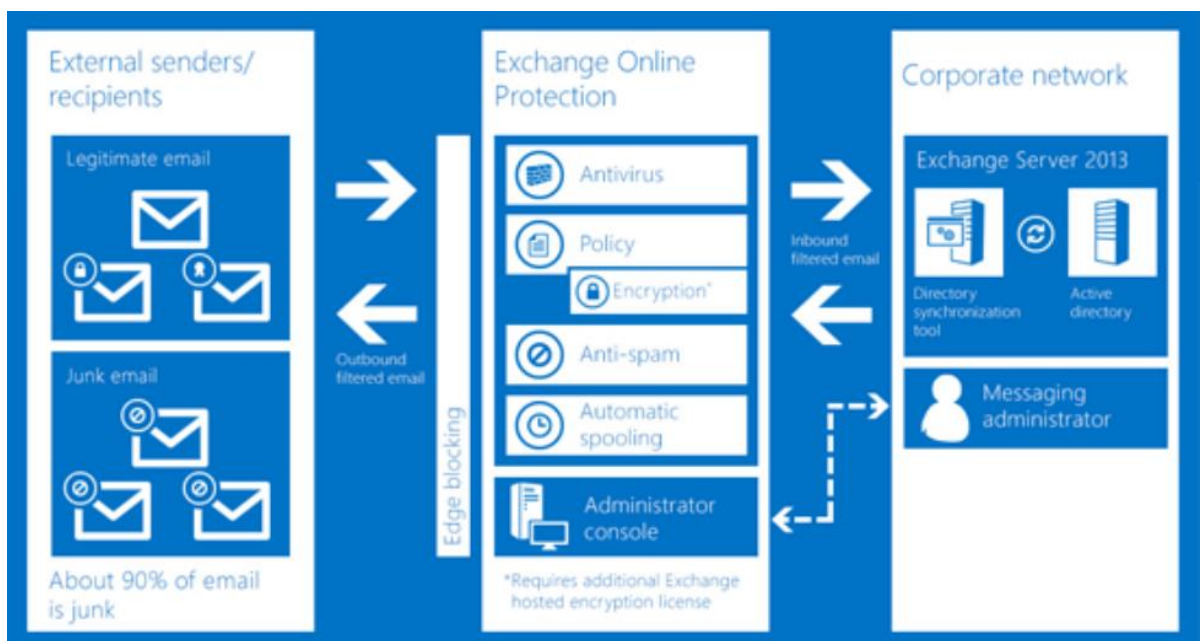 External senders/
recipients
Legitimate email
Junk email
About 90% of email
is junk
Outbound
filtered email
Edge blocking
Exchange Online
Protection
Antivirus
Policy
Encryption*
Anti-spam
Automatic
spooling
Administrator
console
*Requires additional Exchange
hosted encryption license
Inbound
filtered email
Corporate network
Exchange Server 2013
Directory
synchronization
tool
Active
directory
Messaging
administrator